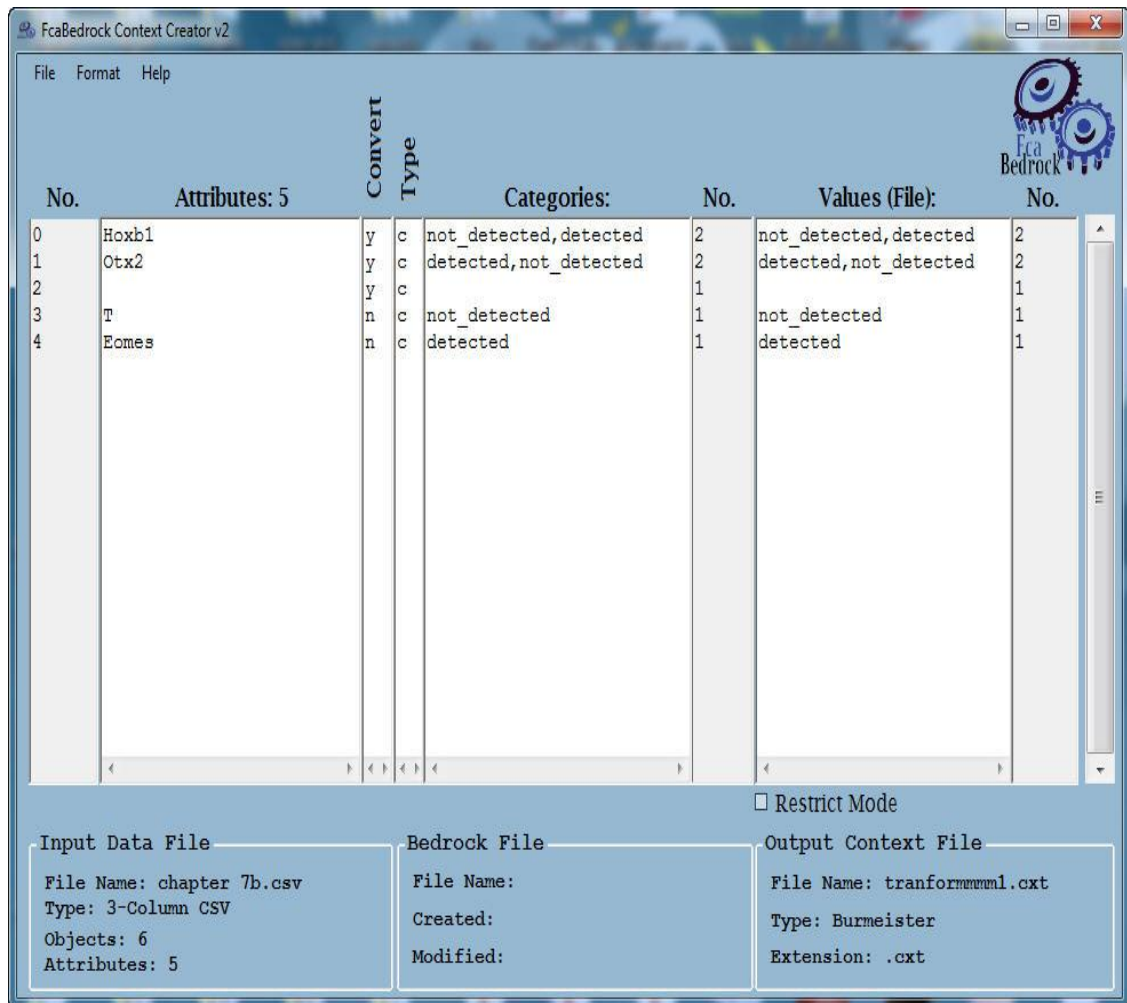 FcaBedrock Context Creator v2
File Format Help
Fca
Bedrock
No. Attributes: 5 Convert Type Categories: No. Values (File): No.
0 Hoxb1 y c not_detected,detected 2 not_detected,detected 2
1 Otx2 y c detected,not_detected 2 detected,not_detected 2
2 y c 1 1
3 T n c not_detected 1 not_detected 1
4 Eomes n c detected 1 detected 1
Restrict Mode
Input Data File
File Name: chapter 7b.csv
Type: 3-Column CSV
Objects: 6
Attributes: 5
Bedrock File
File Name:
Created:
Modified:
Output Context File
File Name: tranformmmm1.cxt
Type: Burmeister
Extension: .cxt